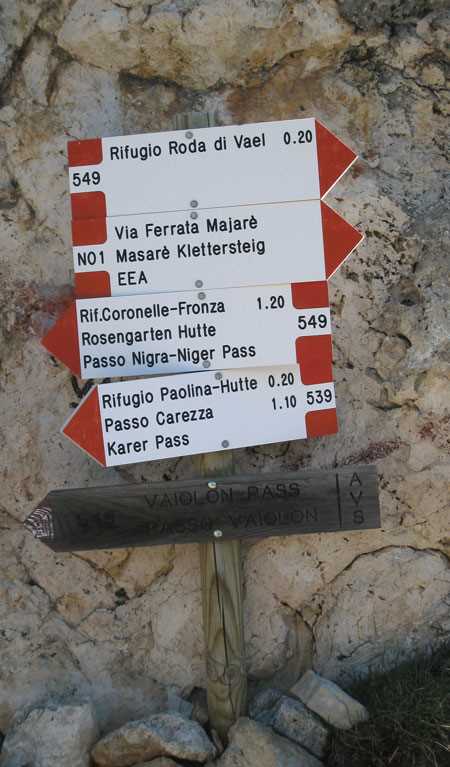 Rifugio Roda di Vael 0.20
549
Via Ferrata Majarè
N01 Masarè Klettersteig
EEA
Rif.Coronelle-Fronza 1.20
Rosengarten Hutte 549
Passo Nigra-Niger Pass
Rifugio Paolina-Hutte 0.20
Passo Carezza 1.10 539
Karer Pass
VAIOLON PASS
PASSO VAIOLON
AVS